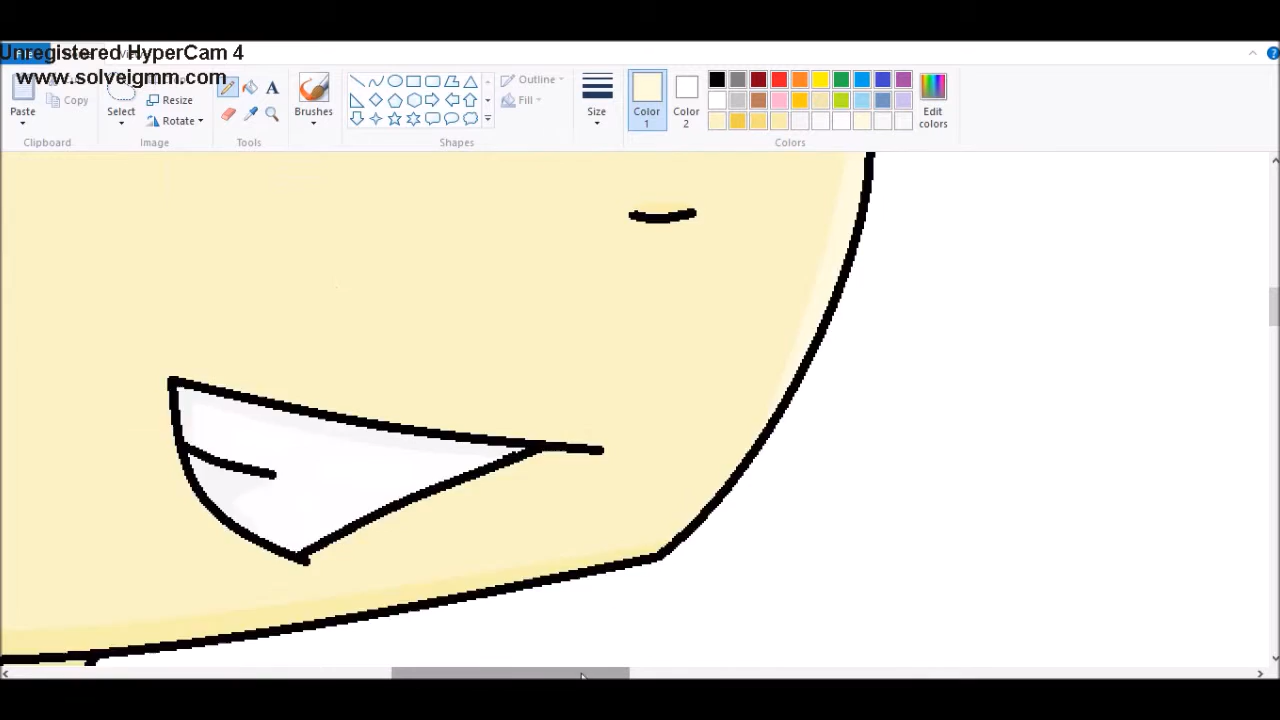 Unregistered HyperCam 4
www.solveigmm.com
Paste
Copy
Clipboard
Select
Resize
Rotate
Image
A
Tools
Brushes
Outline
Fill
Shapes
Size
Color 1
Color 2
Edit colors
Colors
?